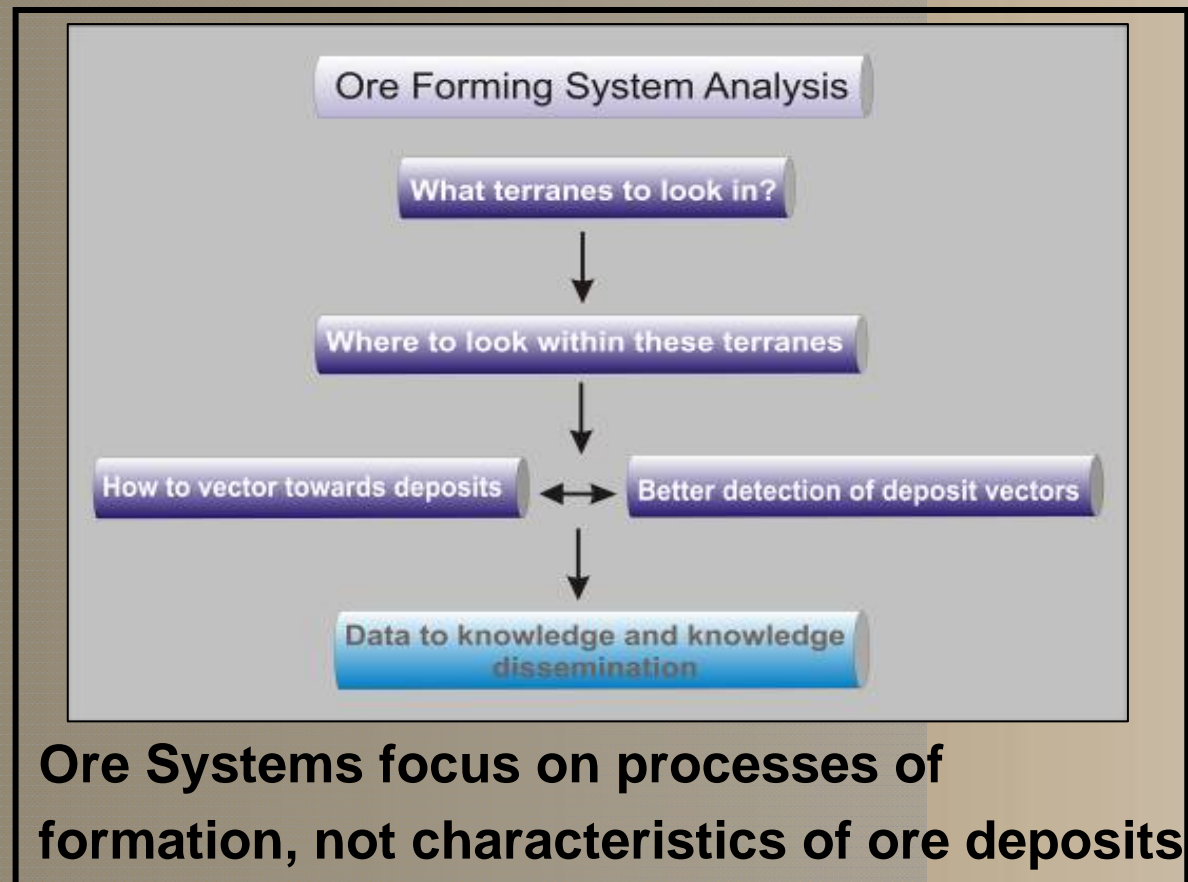 Ore Forming System Analysis
What terranes to look in?
Where to look within these terranes
How to vector towards deposits
Better detection of deposit vectors
Data to knowledge and knowledge
dissemination
Ore Systems focus on processes of
formation, not characteristics of ore deposits